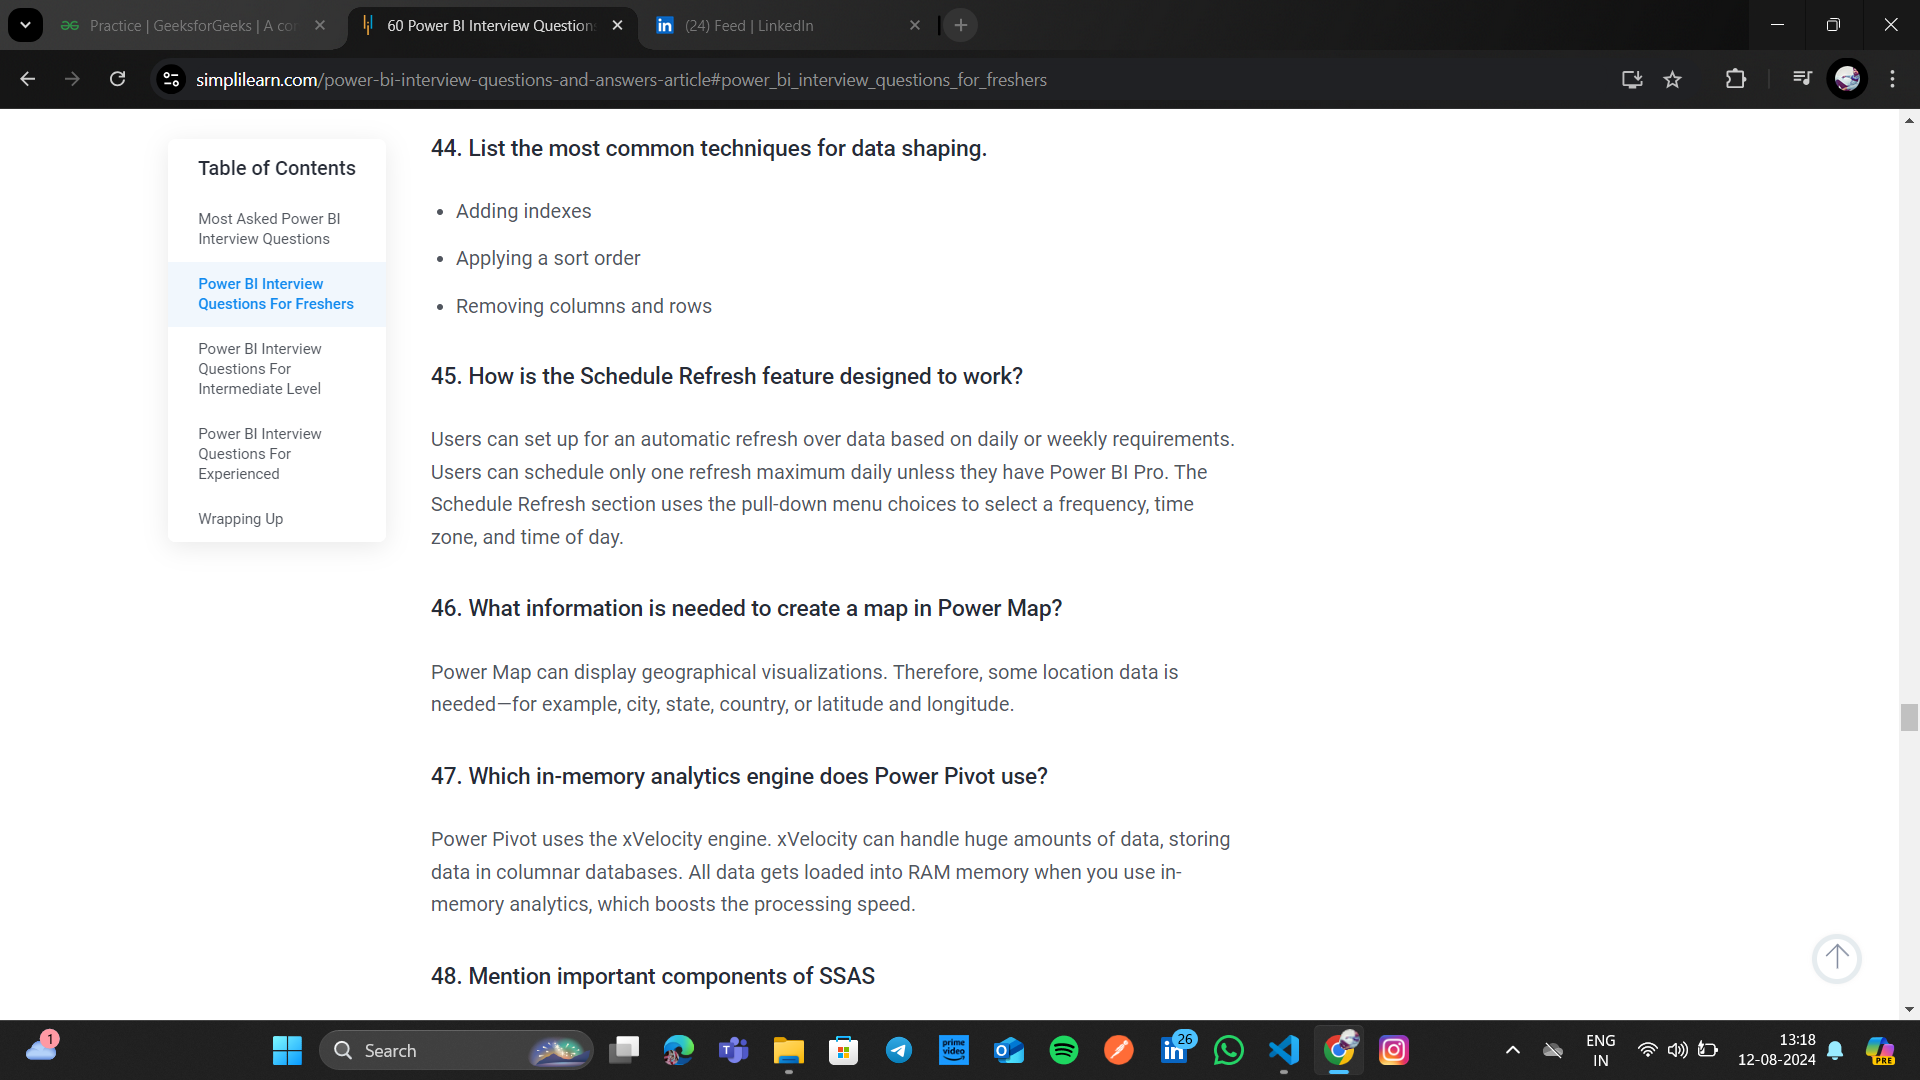 Practice | GeeksforGeeks | A co
60 Power BI Interview Question
(24) Feed | LinkedIn
simplilearn.com/power-bi-interview-questions-and-answers-article#power_bi_interview_questions_for_freshers
Table of Contents
Most Asked Power BI
Interview Questions
Power BI Interview
Questions For Freshers
Power BI Interview
Questions For
Intermediate Level
Power BI Interview
Questions For
Experienced
Wrapping Up
44. List the most common techniques for data shaping.
• Adding indexes
• Applying a sort order
• Removing columns and rows
45. How is the Schedule Refresh feature designed to work?
Users can set up for an automatic refresh over data based on daily or weekly requirements.
Users can schedule only one refresh maximum daily unless they have Power BI Pro. The
Schedule Refresh section uses the pull-down menu choices to select a frequency, time
zone, and time of day.
46. What information is needed to create a map in Power Map?
Power Map can display geographical visualizations. Therefore, some location data is
needed—for example, city, state, country, or latitude and longitude.
47. Which in-memory analytics engine does Power Pivot use?
Power Pivot uses the xVelocity engine. xVelocity can handle huge amounts of data, storing
data in columnar databases. All data gets loaded into RAM memory when you use in-
memory analytics, which boosts the processing speed.
48. Mention important components of SSAS
1
Search
prime
video
26
ENG
IN
13:18
12-08-2024
PRE